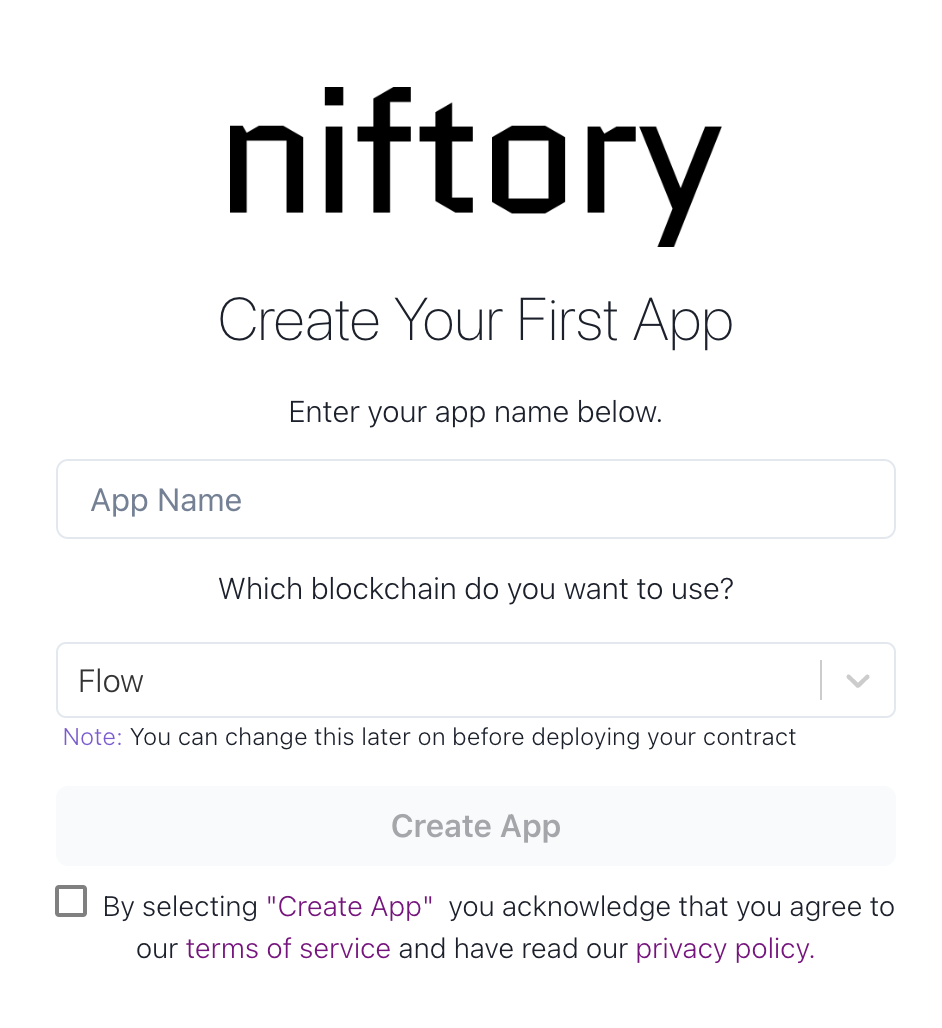 niftory
Create Your First App
Enter your app name below.
App Name
Which blockchain do you want to use?
Flow
Note: You can change this later on before deploying your contract
Create App
By selecting "Create App" you acknowledge that you agree to
our terms of service and have read our privacy policy.